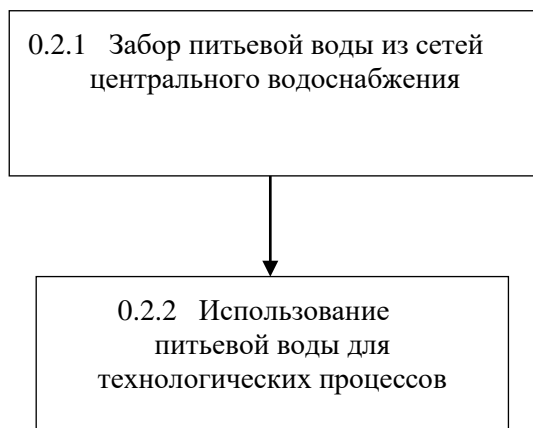 0.2.1 Забор питьевой воды из сетей
центрального водоснабжения
0.2.2 Использование
питьевой воды для
технологических процессов